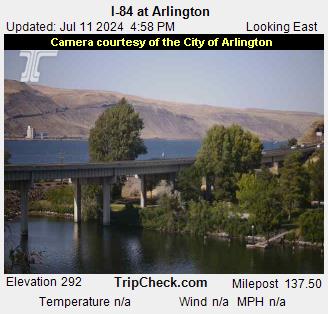 I-84 at Arlington
Updated: Jul 11 2024 4:58 PM Looking East
Camera courtesy of the City of Arlington
Elevation 292 TripCheck.com Milepost 137.50
Temperature n/a Wind n/a MPH n/a